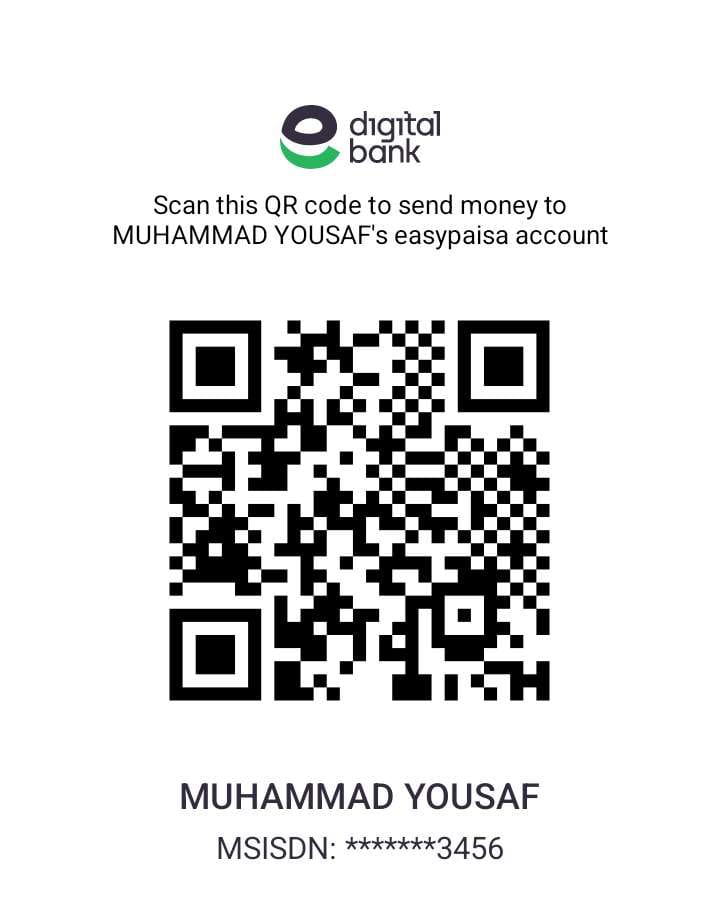 digital
bank
Scan this QR code to send money to
MUHAMMAD YOUSAF's easypaisa account
MUHAMMAD YOUSAF
MSISDN: *******3456